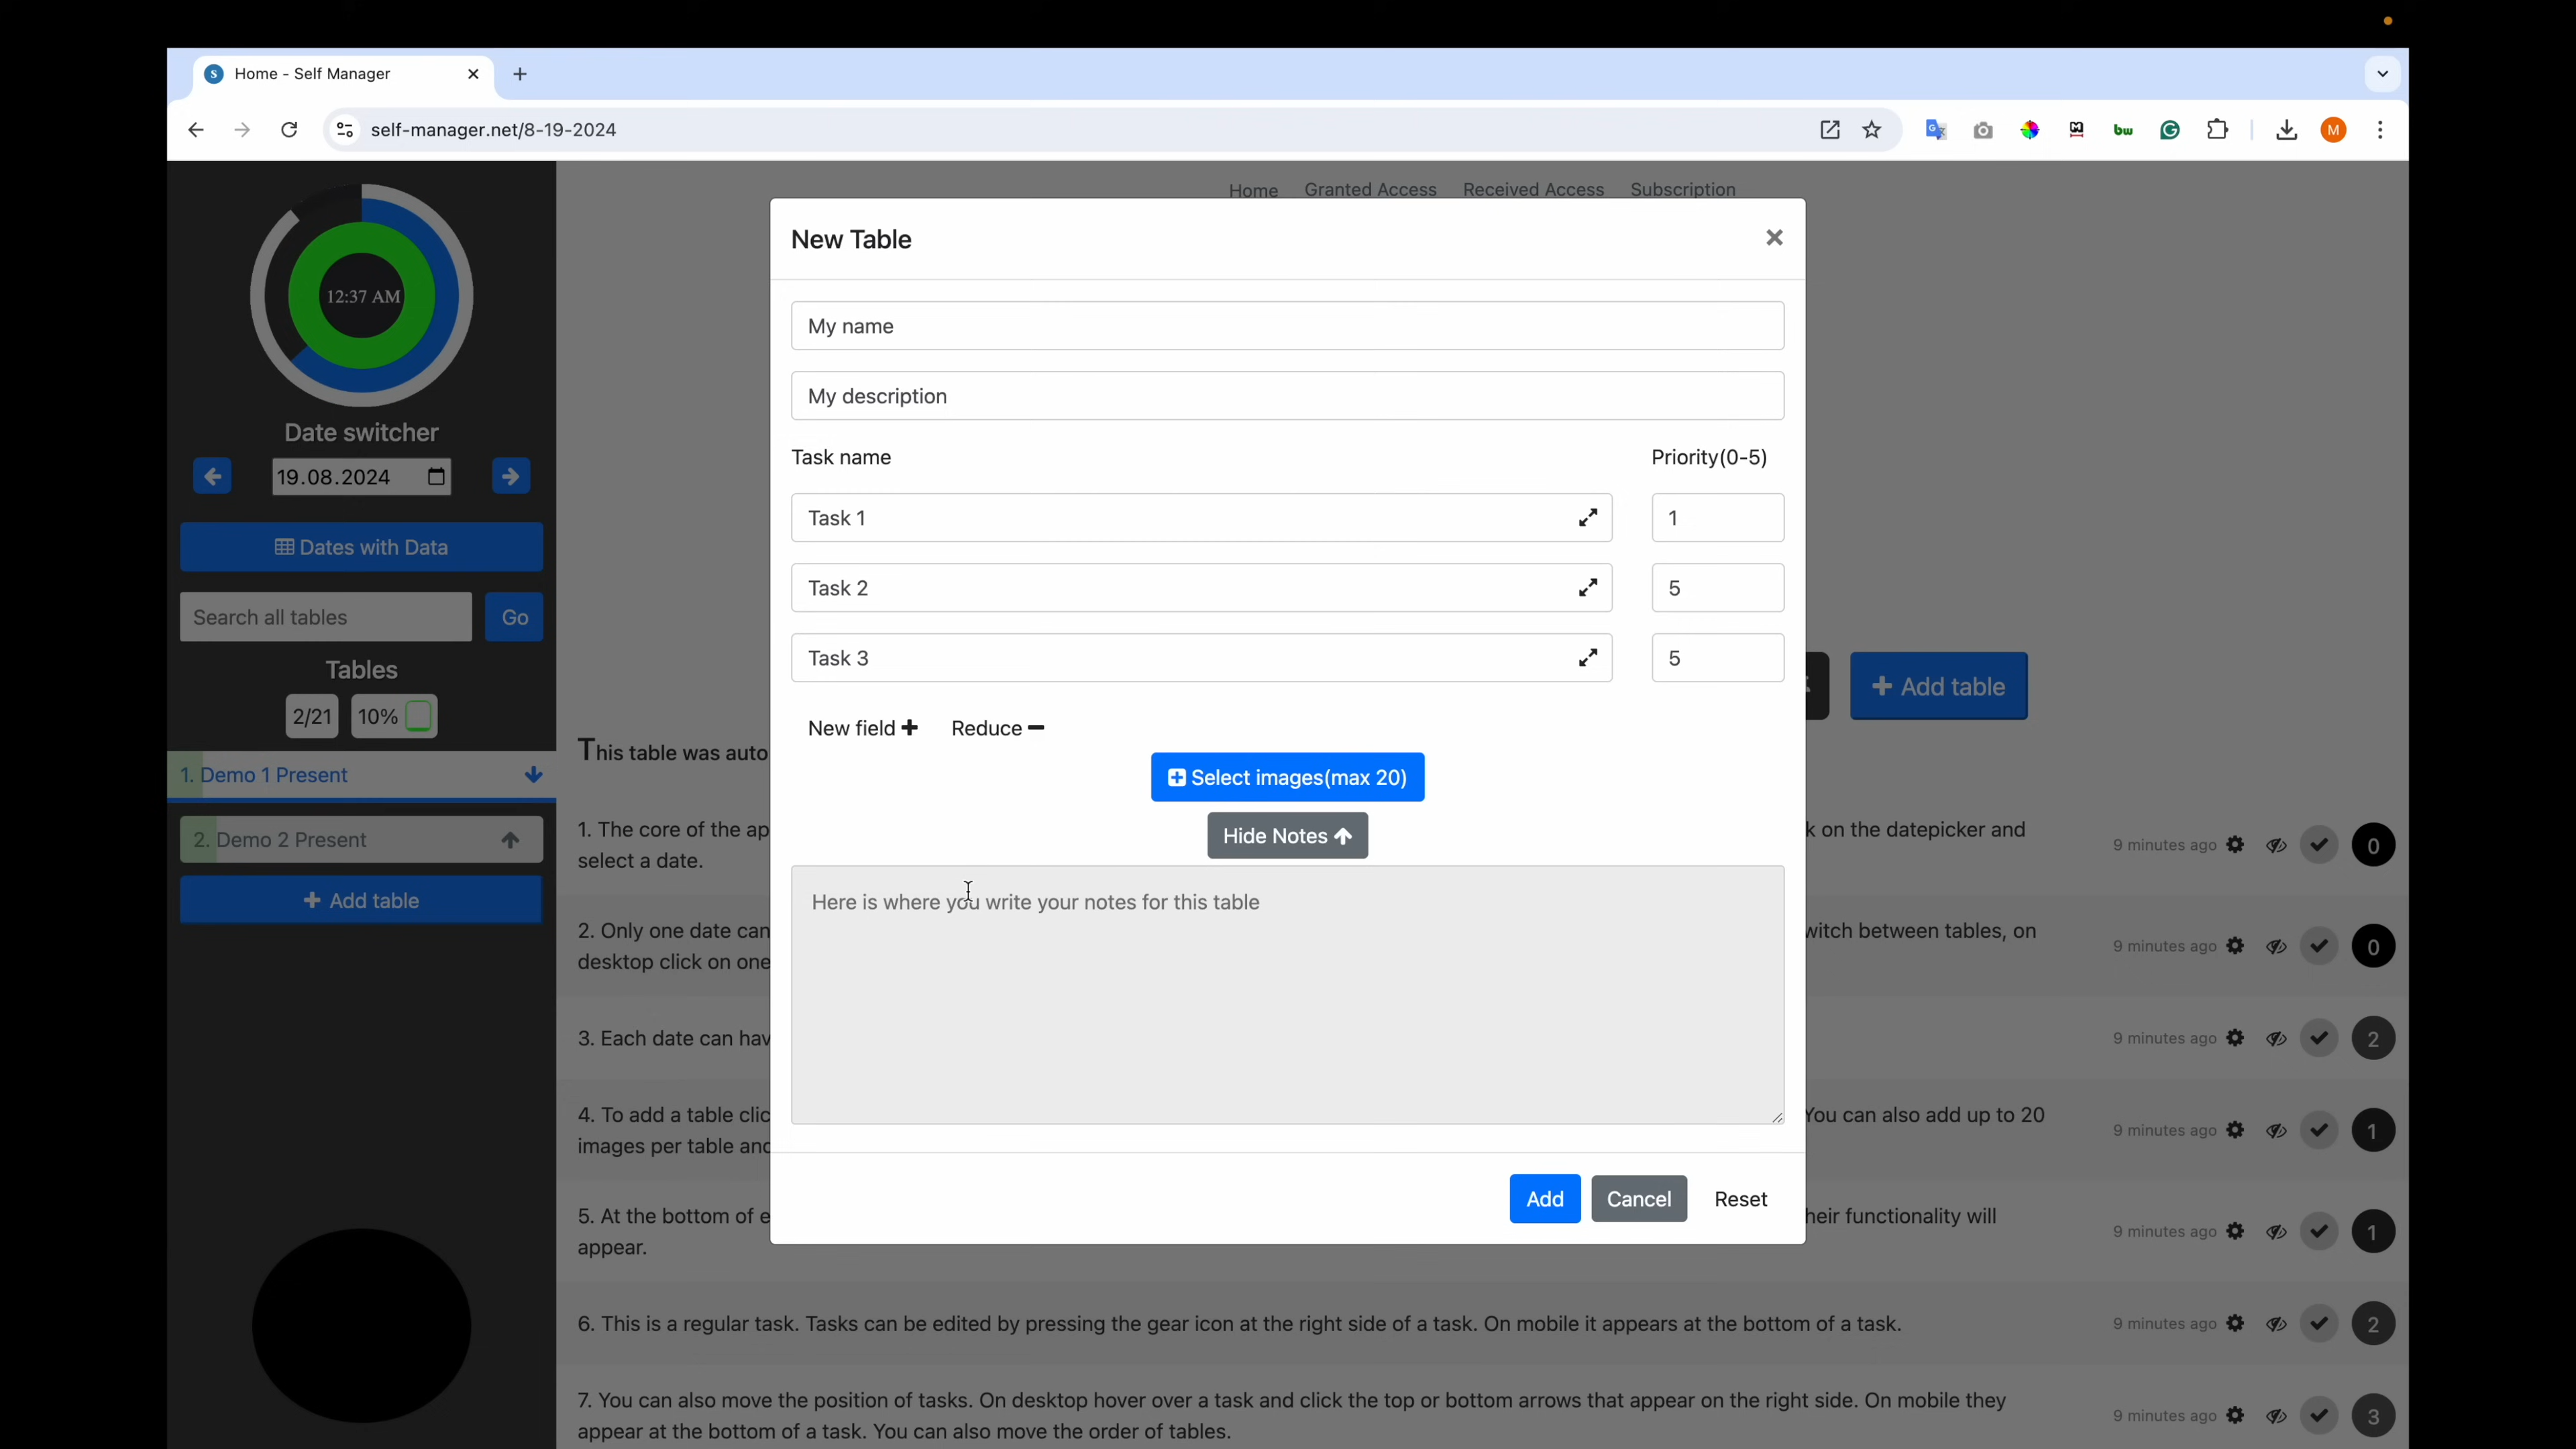 S Home - Self Manager
self-manager.net/8-19-2024
bw
G
M
Home Granted Access Received Access Subscription
12:37 AM
Date switcher
19.08.2024
Dates with Data
Search all tables Go
Tables
2/21 10%
1. Demo 1 Present
2. Demo 2 Present
+ Add table
New Table
My name
My description
Task name Priority(0-5)
Task 1 1
Task 2 5
Task 3 5
New field + Reduce −
Select images(max 20)
Hide Notes
Here is where you write your notes for this table
Add Cancel Reset
+ Add table
This table was auto
1. The core of the ap k on the datepicker and
select a date.
9 minutes ago 0
2. Only one date can witch between tables, on
desktop click on one
9 minutes ago 0
3. Each date can hav
9 minutes ago 2
4. To add a table clic You can also add up to 20
images per table and
9 minutes ago 1
5. At the bottom of e heir functionality will
appear.
9 minutes ago 1
6. This is a regular task. Tasks can be edited by pressing the gear icon at the right side of a task. On mobile it appears at the bottom of a task.
9 minutes ago 2
7. You can also move the position of tasks. On desktop hover over a task and click the top or bottom arrows that appear on the right side. On mobile they
appear at the bottom of a task. You can also move the order of tables.
9 minutes ago 3